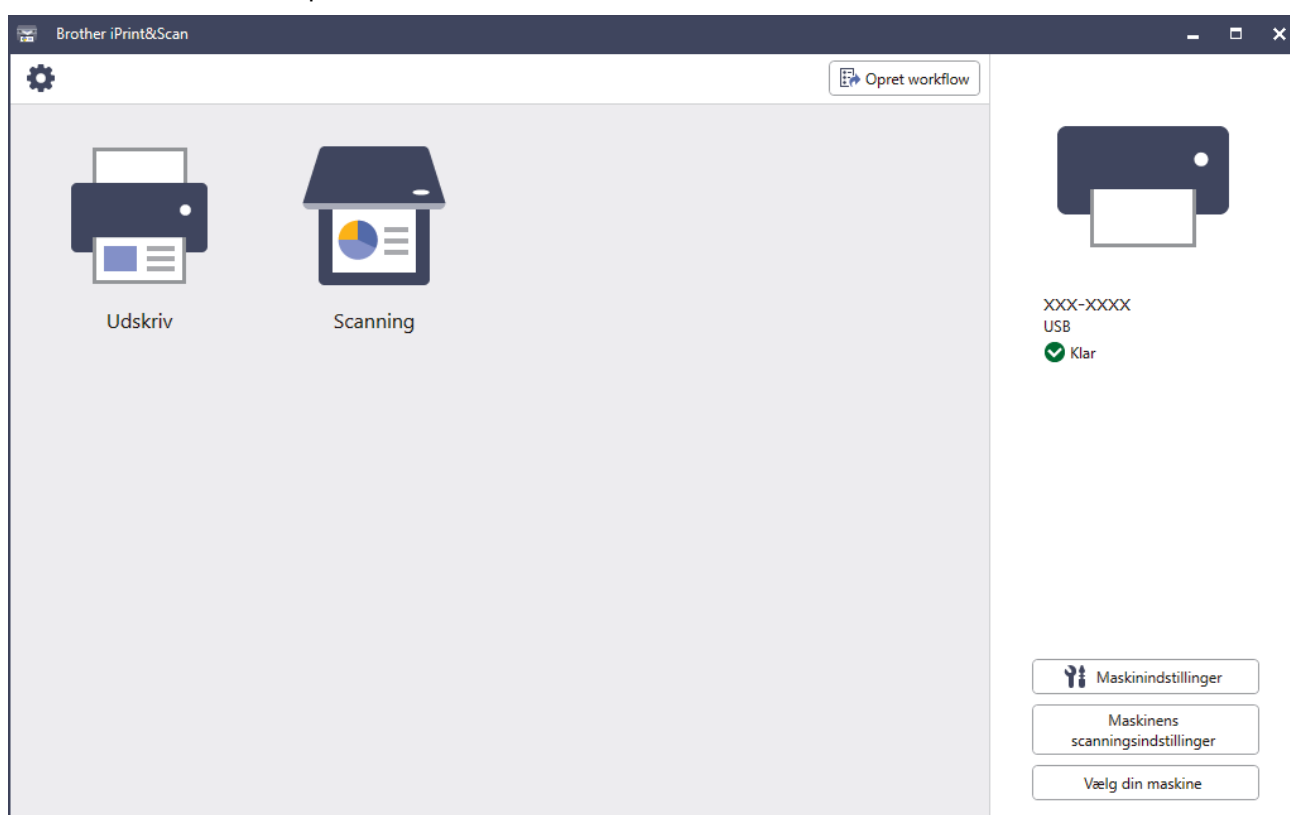 Brother iPrint&Scan
Opret workflow
Udskriv
Scanning
XXX-XXXX
USB
Klar
Maskinindstillinger
Maskinens
scanningsindstillinger
Vælg din maskine